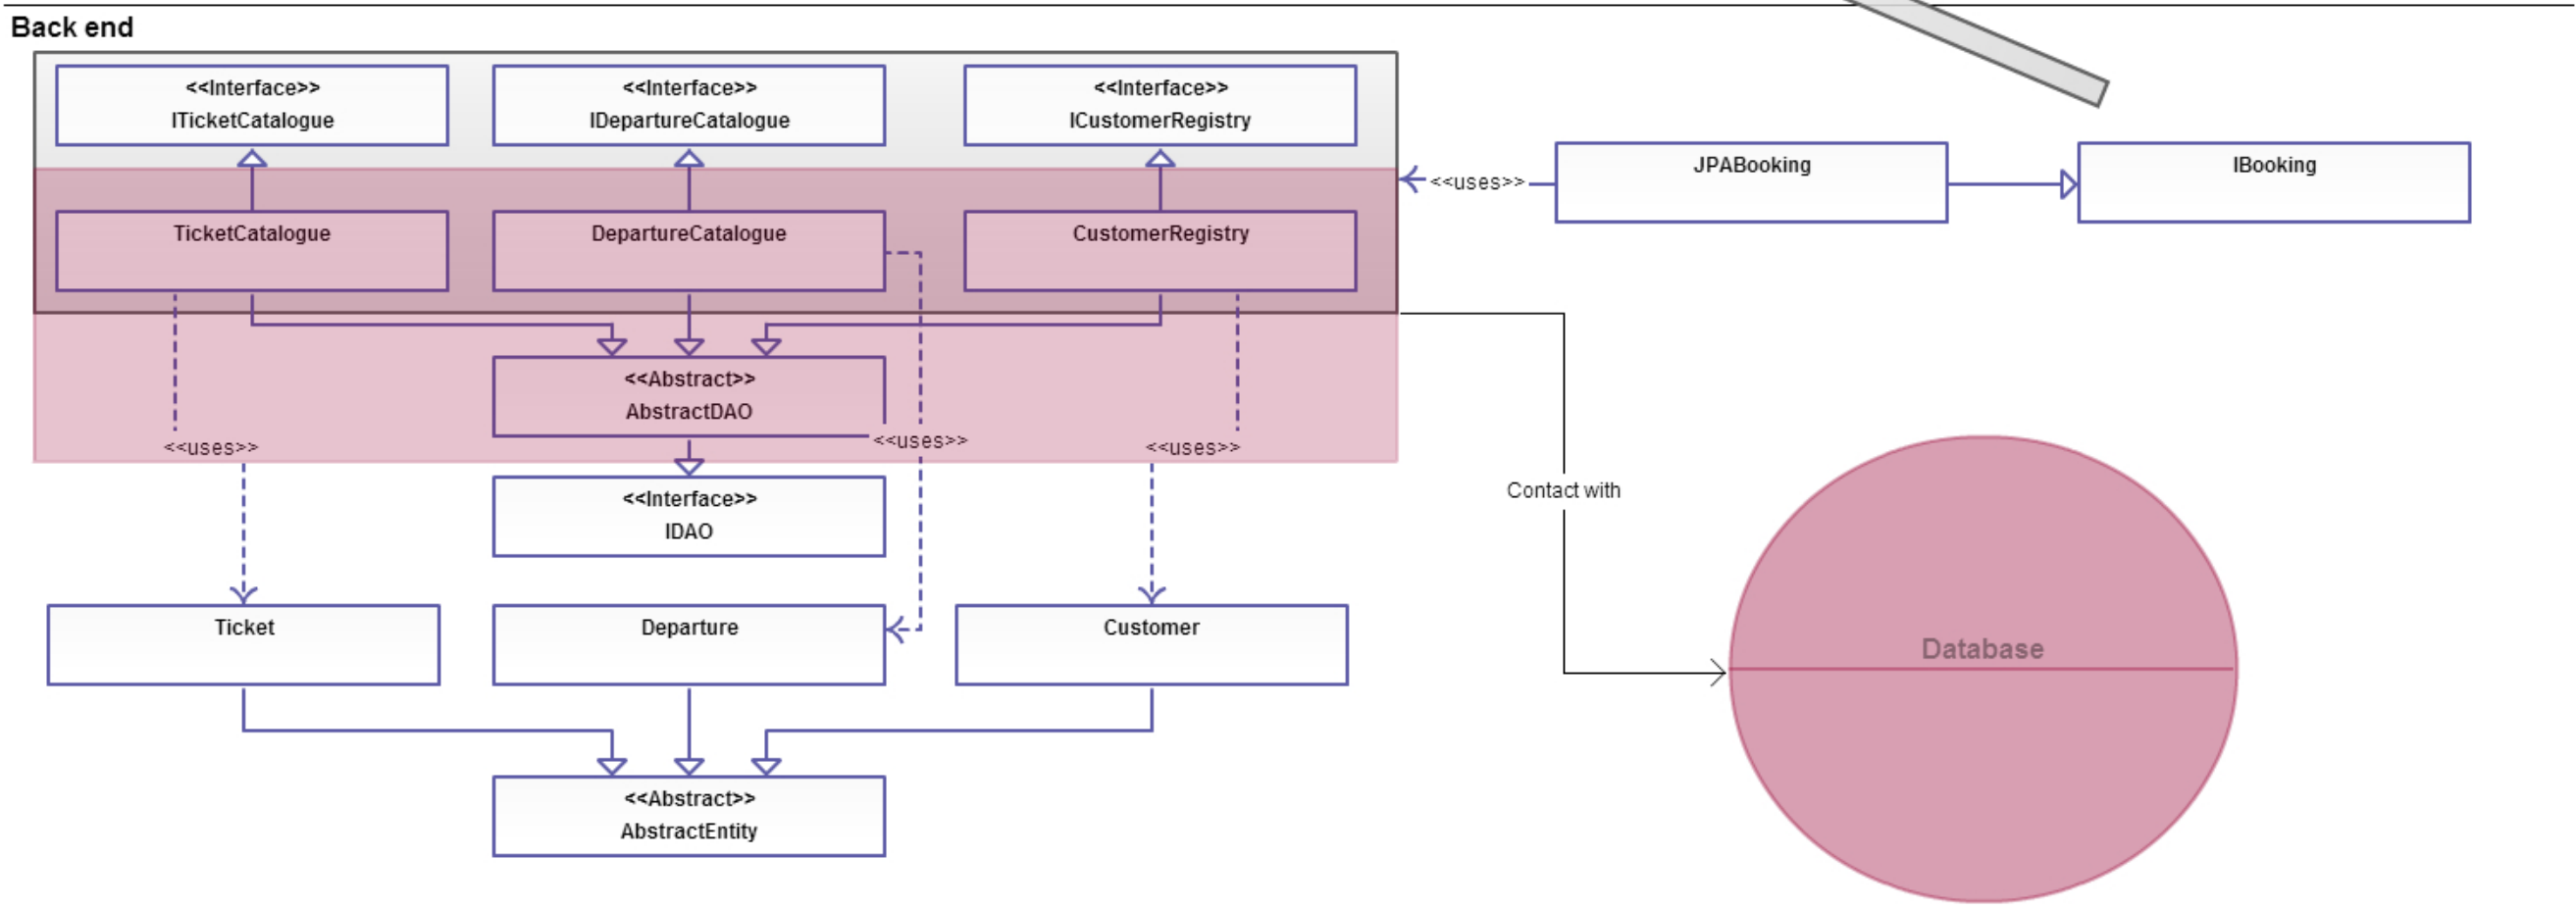 Back end
<<Interface>>
ITicketCatalogue
<<Interface>>
IDepartureCatalogue
<<Interface>>
ICustomerRegistry
JPABooking
IBooking
<<uses>>
TicketCatalogue
DepartureCatalogue
CustomerRegistry
<<Abstract>>
AbstractDAO
<<uses>>
<<uses>>
<<uses>>
<<Interface>>
IDAO
Contact with
Ticket
Departure
Customer
Database
<<Abstract>>
AbstractEntity